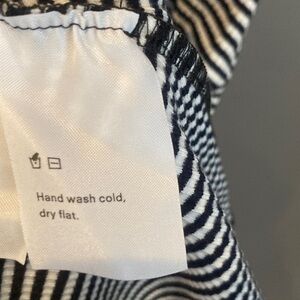 Hand wash cold,
dry flat.